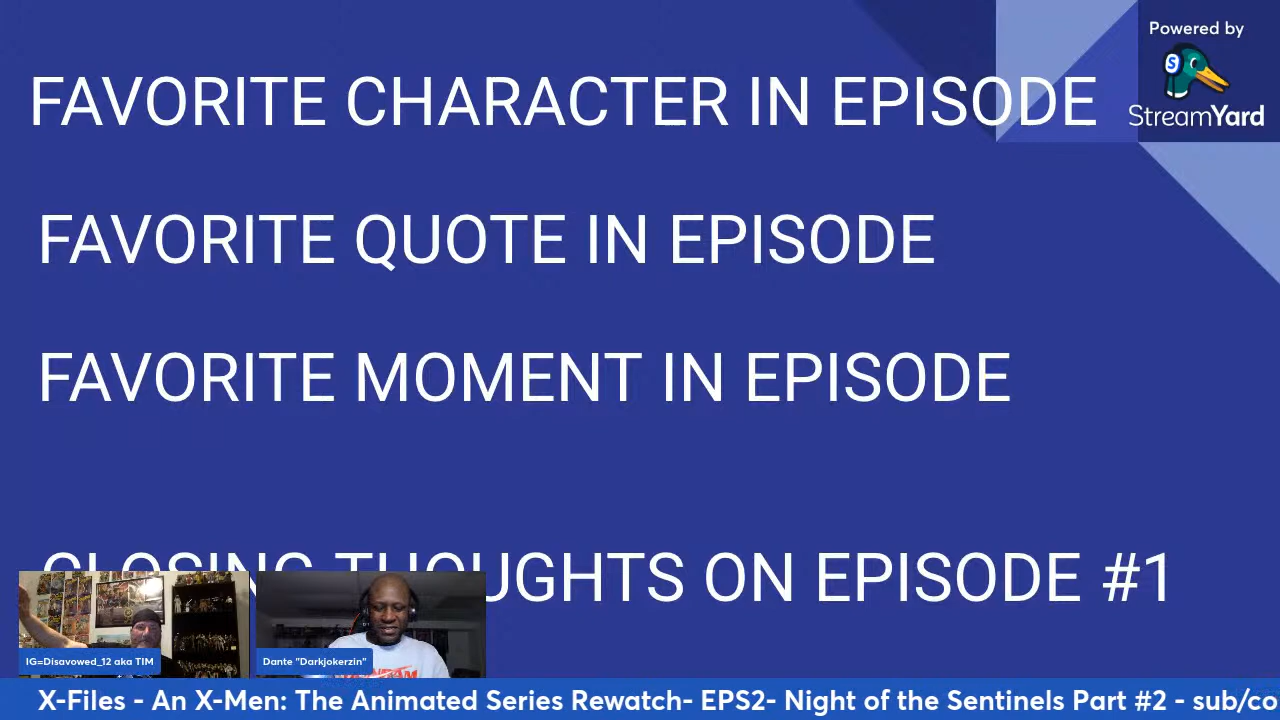 Powered by
StreamYard
FAVORITE CHARACTER IN EPISODE
FAVORITE QUOTE IN EPISODE
FAVORITE MOMENT IN EPISODE
CLOSING THOUGHTS ON EPISODE #1
IG=Disavowed_12 aka TIM
Dante "Darkjokerzin"
X-Files - An X-Men: The Animated Series Rewatch- EPS2- Night of the Sentinels Part #2 - sub/co